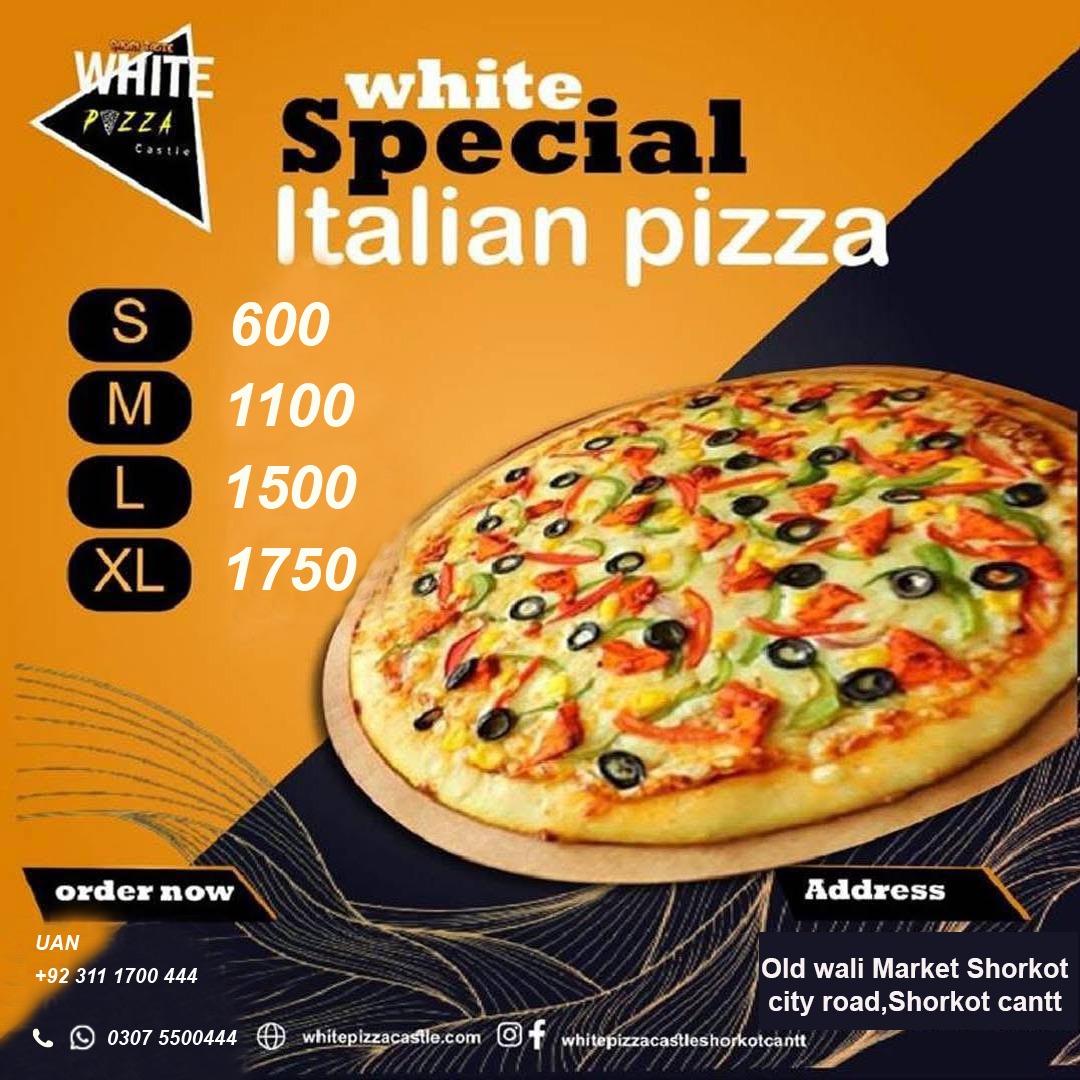 WHITE
PIZZA
Castle
white
Special
Italian pizza
S 600
M 1100
L 1500
XL 1750
order now
UAN
+92 311 1700 444
Address
Old wali Market Shorkot
city road,Shorkot cantt
0307 5500444 whitepizzacastle.com whitepizzacastleshorkotcantt